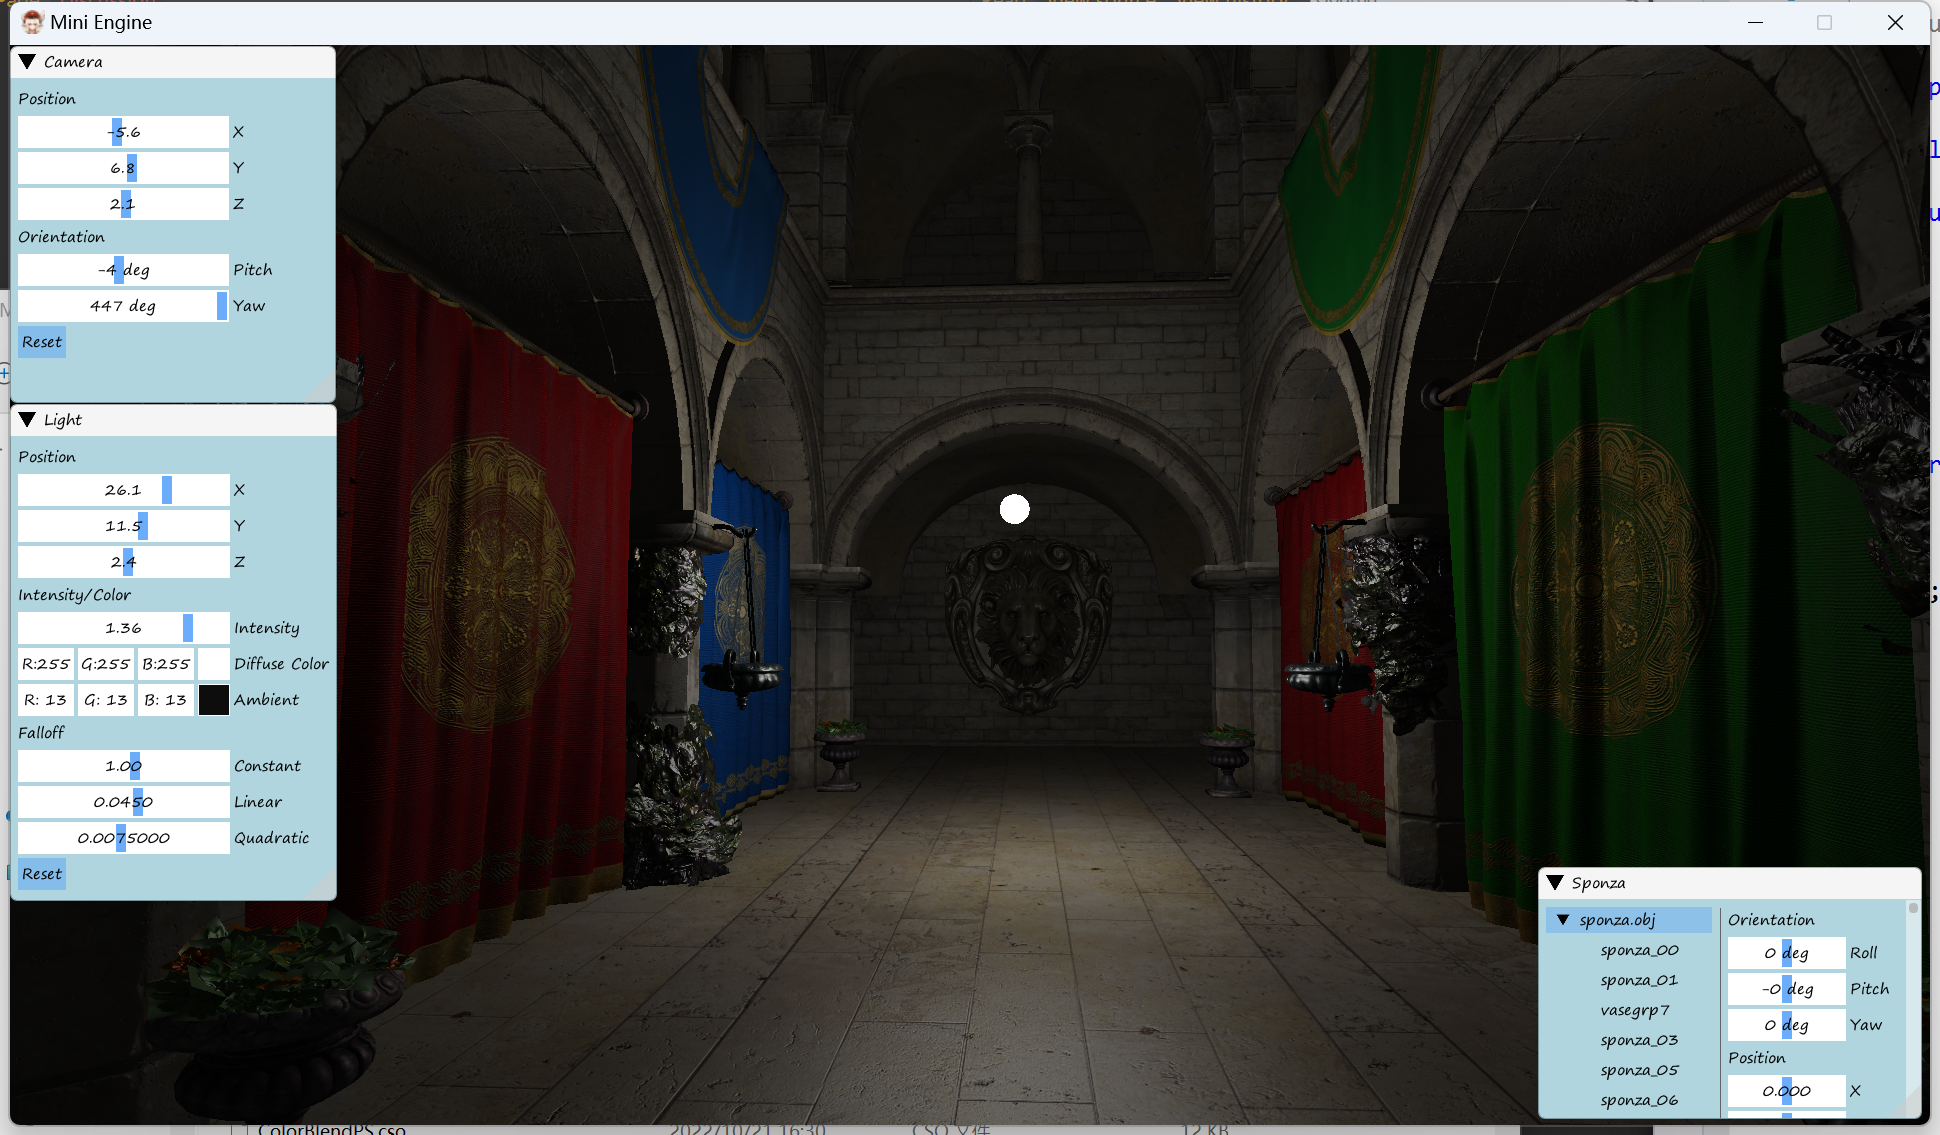 Mini Engine
Camera
Position
-5.6 X
6.8 Y
2.1 Z
Orientation
-4 deg Pitch
447 deg Yaw
Reset
Light
Position
26.1 X
11.5 Y
2.4 Z
Intensity/Color
1.36 Intensity
R:255 G:255 B:255 Diffuse Color
R: 13 G: 13 B: 13 Ambient
Falloff
1.00 Constant
0.0450 Linear
0.0075000 Quadratic
Reset
Sponza
sponza.obj
sponza_00
sponza_01
vasegrp7
sponza_03
sponza_05
sponza_06
Orientation
0 deg Roll
-0 deg Pitch
0 deg Yaw
Position
0.000 X
ColorBlendPS.cso 2022/10/21 16:30 CSO 文件 12 KB